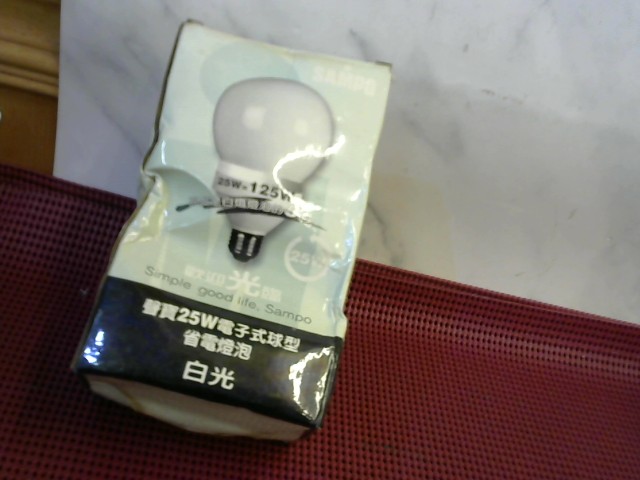 SAMPO
25W=125W
25W
光
Simple good life. Sampo
聲寶25W電子式球型
省電燈泡
白光